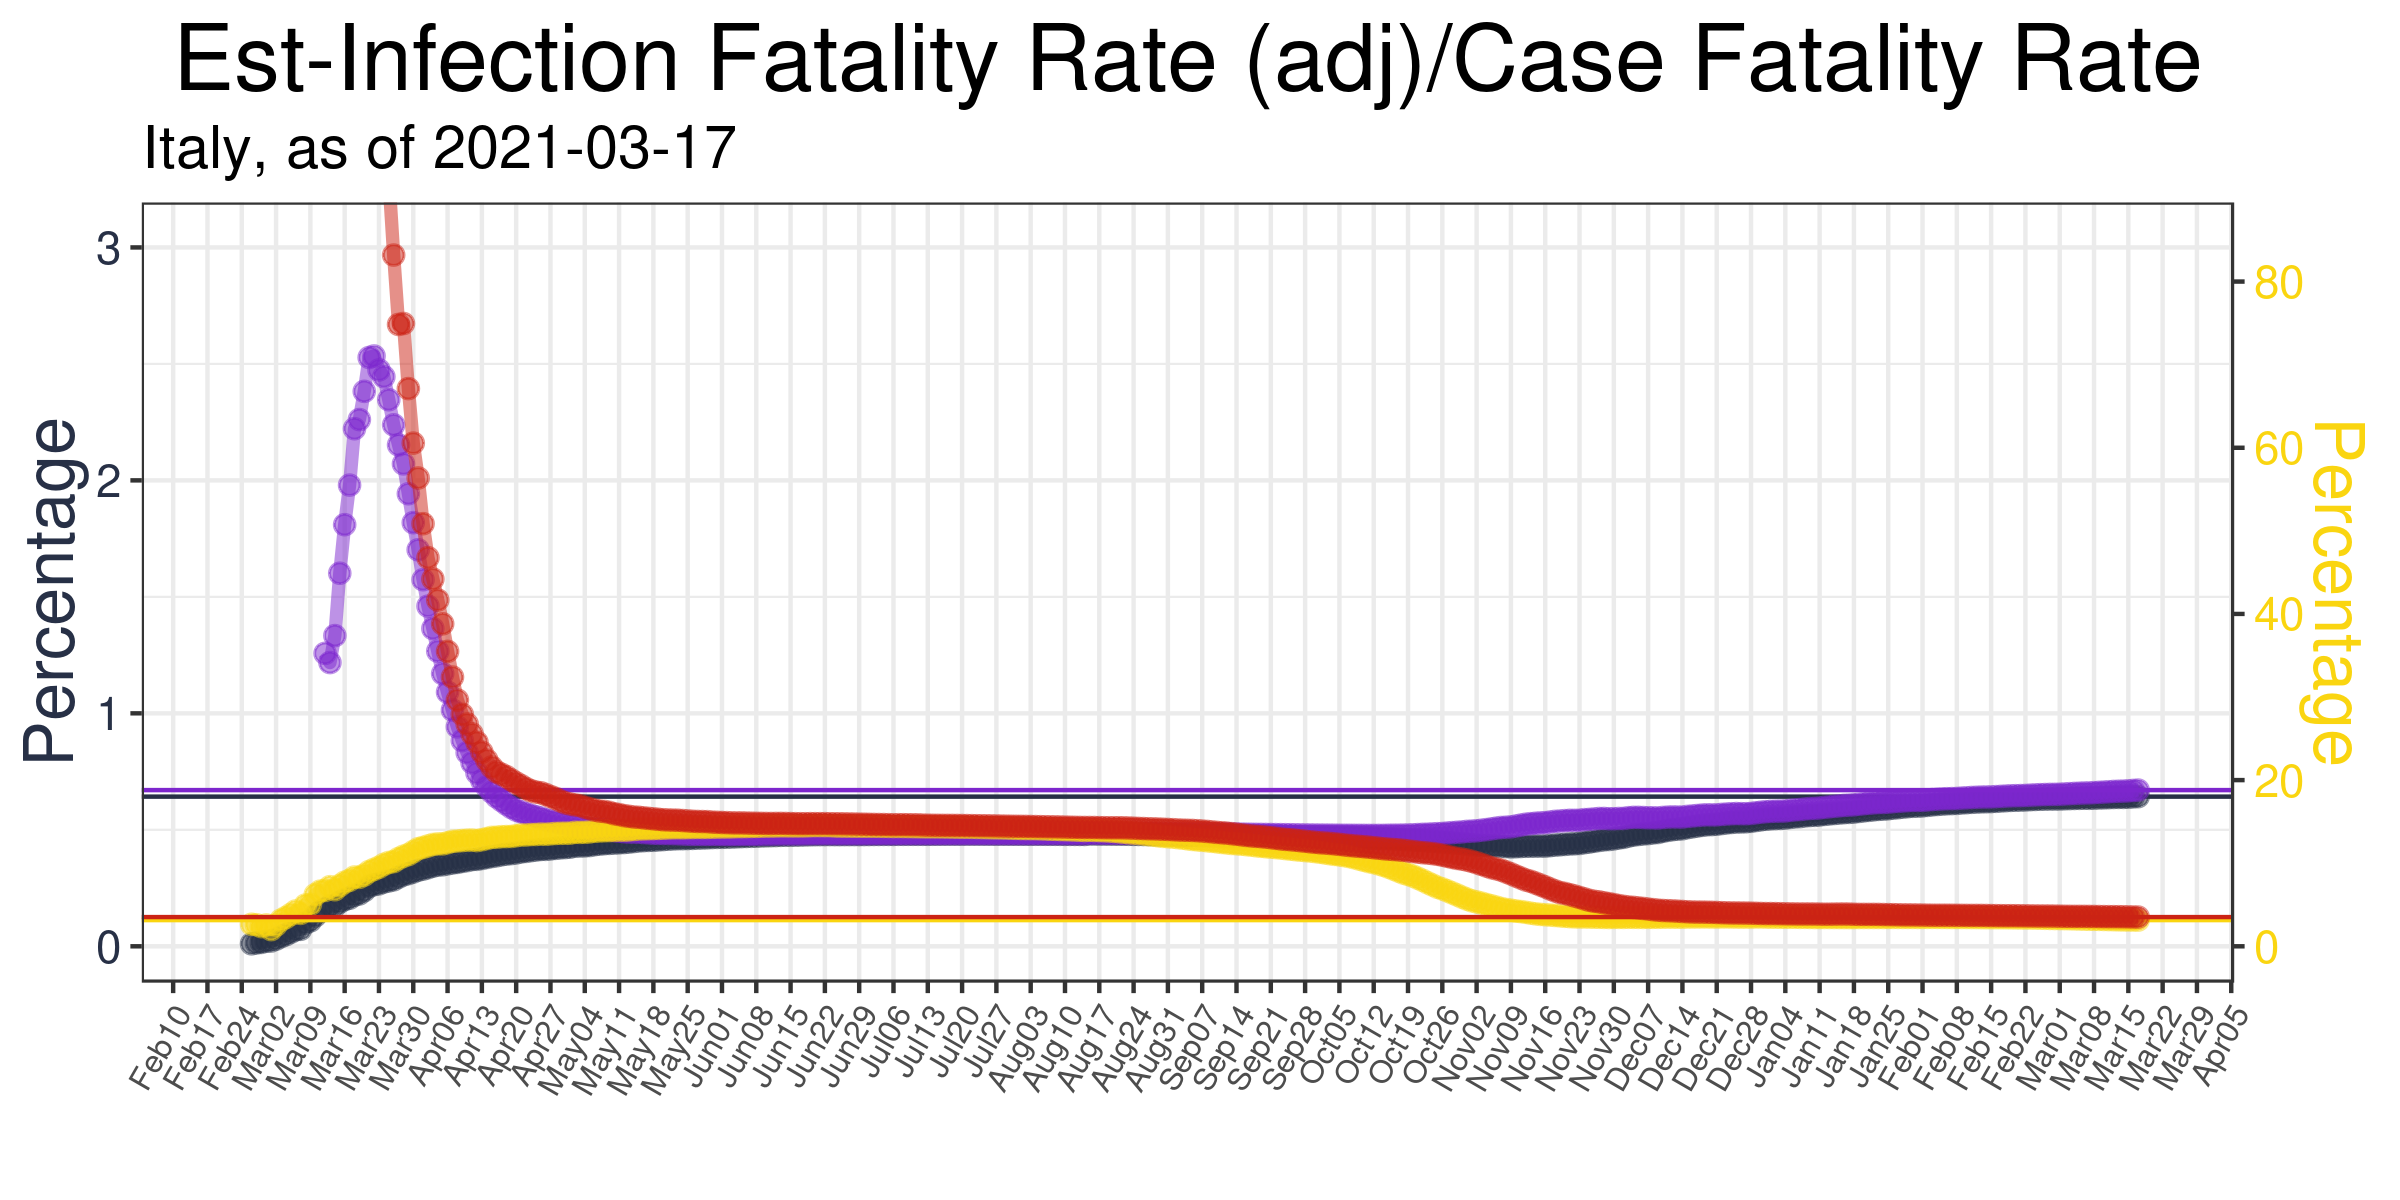 Est-Infection Fatality Rate (adj)/Case Fatality Rate
Italy, as of 2021-03-17
Percentage
3
2
1
0
80
60
40
20
0
Percentage
Feb10
Feb17
Feb24
Mar02
Mar09
Mar16
Mar23
Mar30
Apr06
Apr13
Apr20
Apr27
May04
May11
May18
May25
Jun01
Jun08
Jun15
Jun22
Jun29
Jul06
Jul13
Jul20
Jul27
Aug03
Aug10
Aug17
Aug24
Aug31
Sep07
Sep14
Sep21
Sep28
Oct05
Oct12
Oct19
Oct26
Nov02
Nov09
Nov16
Nov23
Nov30
Dec07
Dec14
Dec21
Dec28
Dec04
Jan11
Jan18
Jan25
Jan01
Feb08
Feb15
Feb22
Feb01
Mar08
Mar08
Mar15
Mar22
Mar29
Apr05